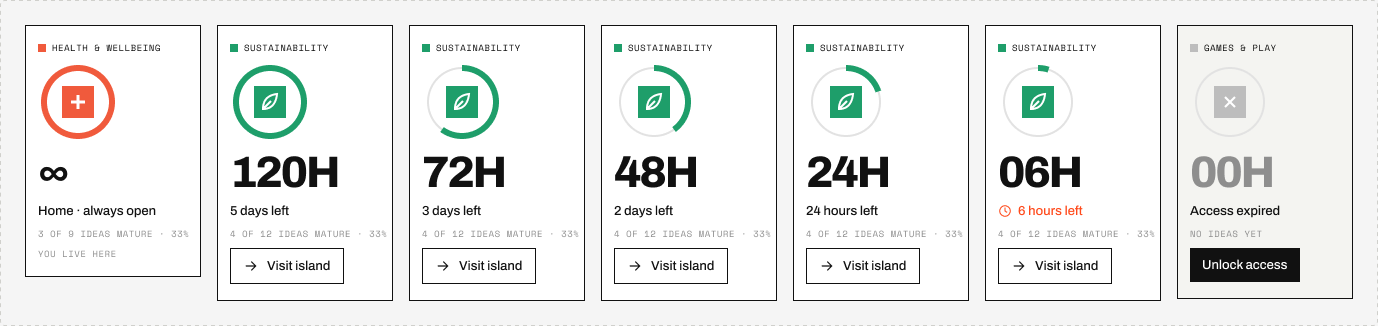 HEALTH & WELLBEING
∞
Home · always open
3 OF 9 IDEAS MATURE · 33%
YOU LIVE HERE
SUSTAINABILITY
120H
5 days left
4 OF 12 IDEAS MATURE · 33%
Visit island
SUSTAINABILITY
72H
3 days left
4 OF 12 IDEAS MATURE · 33%
Visit island
SUSTAINABILITY
48H
2 days left
4 OF 12 IDEAS MATURE · 33%
Visit island
SUSTAINABILITY
24H
24 hours left
4 OF 12 IDEAS MATURE · 33%
Visit island
SUSTAINABILITY
06H
6 hours left
4 OF 12 IDEAS MATURE · 33%
Visit island
GAMES & PLAY
00H
Access expired
NO IDEAS YET
Unlock access